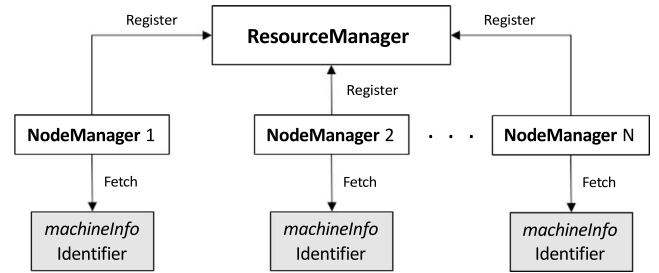 Register
Register
ResourceManager
Register
NodeManager 1
NodeManager 2
. . .
NodeManager N
Fetch
Fetch
Fetch
machineInfo
Identifier
machineInfo
Identifier
machineInfo
Identifier